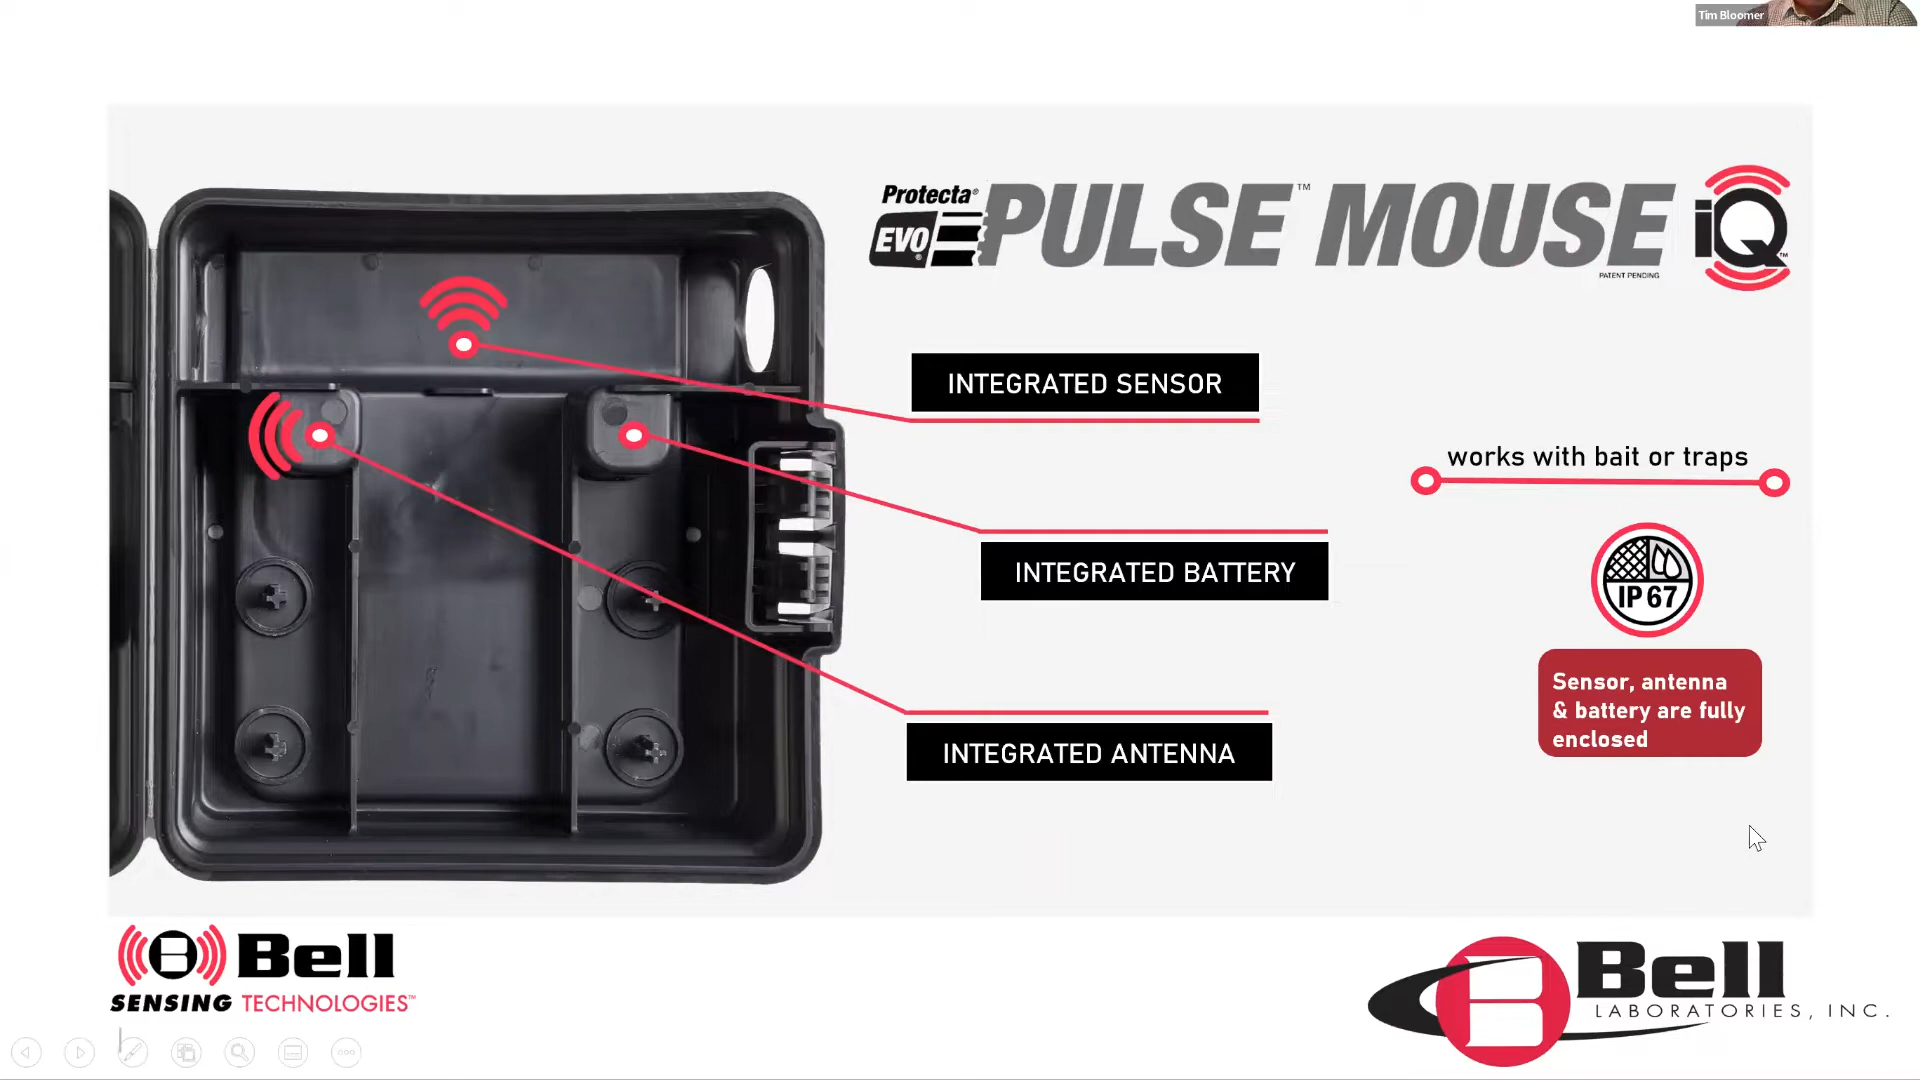 Tim Bloomer
Protecta®
EVO® PULSE™ MOUSE iQ™
PATENT PENDING
INTEGRATED SENSOR
works with bait or traps
INTEGRATED BATTERY
IP67
Sensor, antenna
& battery are fully
enclosed
INTEGRATED ANTENNA
B Bell
SENSING TECHNOLOGIES™
B Bell
LABORATORIES, INC.